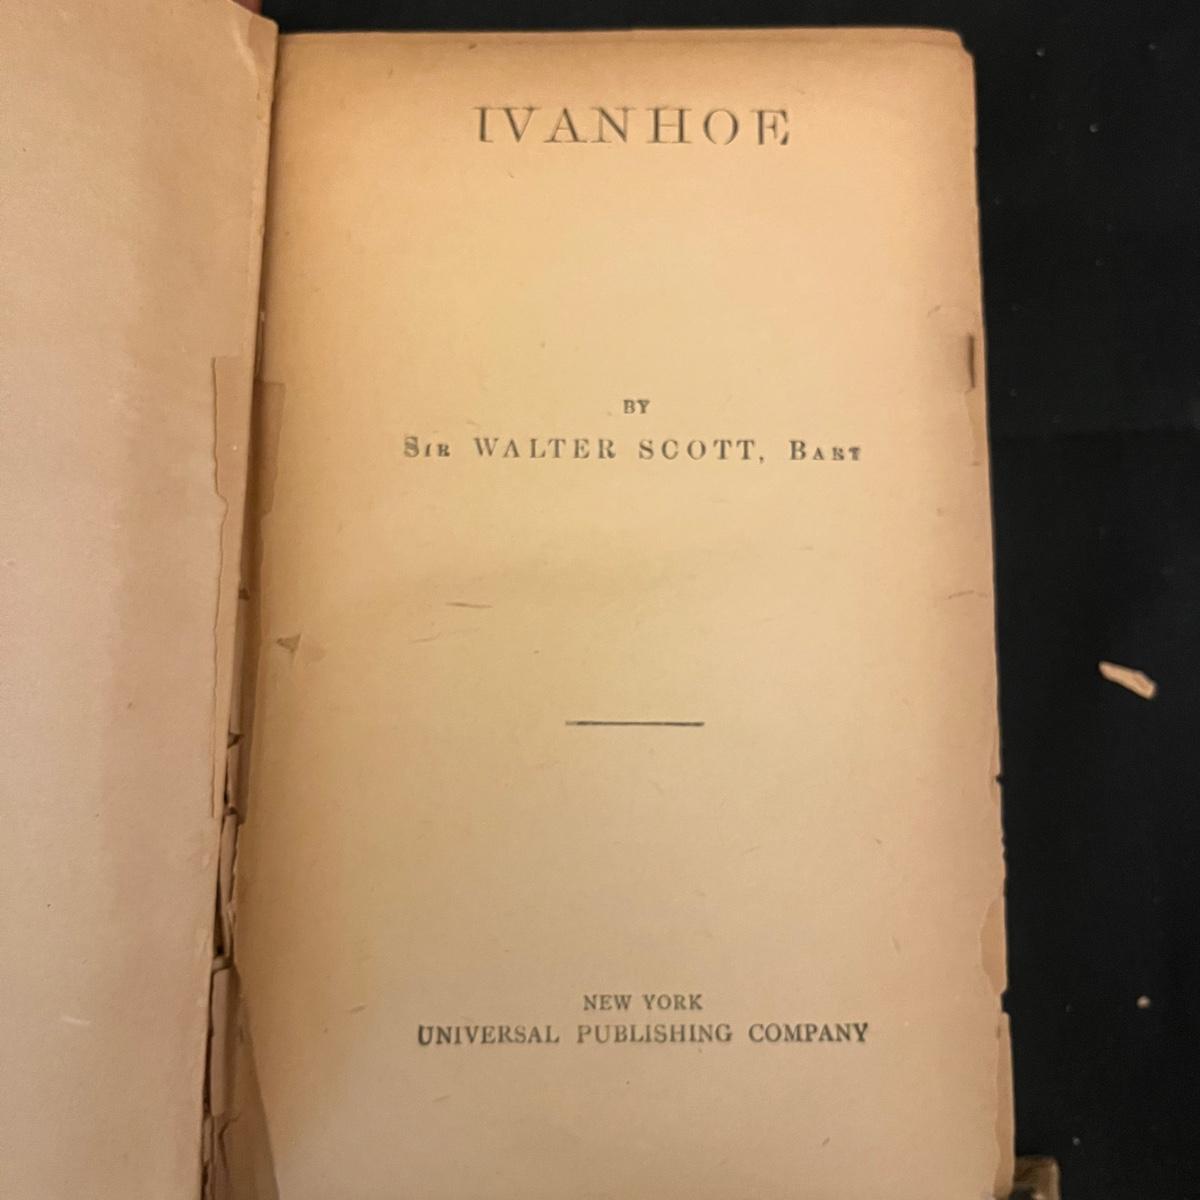 IVANHOE
BY
SIR WALTER SCOTT, BART
NEW YORK
UNIVERSAL PUBLISHING COMPANY